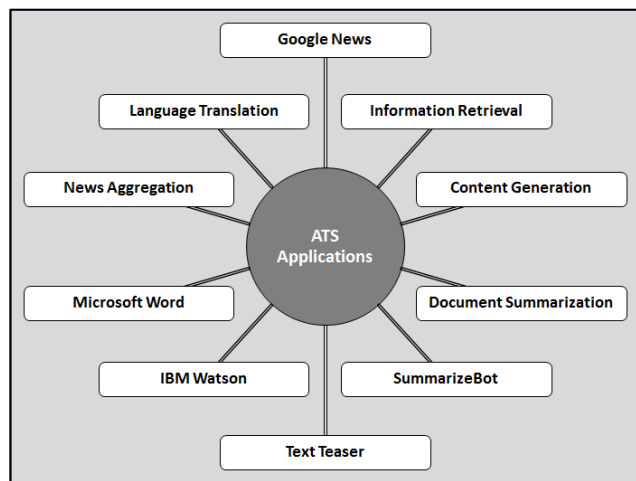 Google News
Language Translation
Information Retrieval
News Aggregation
Content Generation
ATS
Applications
Microsoft Word
Document Summarization
IBM Watson
SummarizeBot
Text Teaser